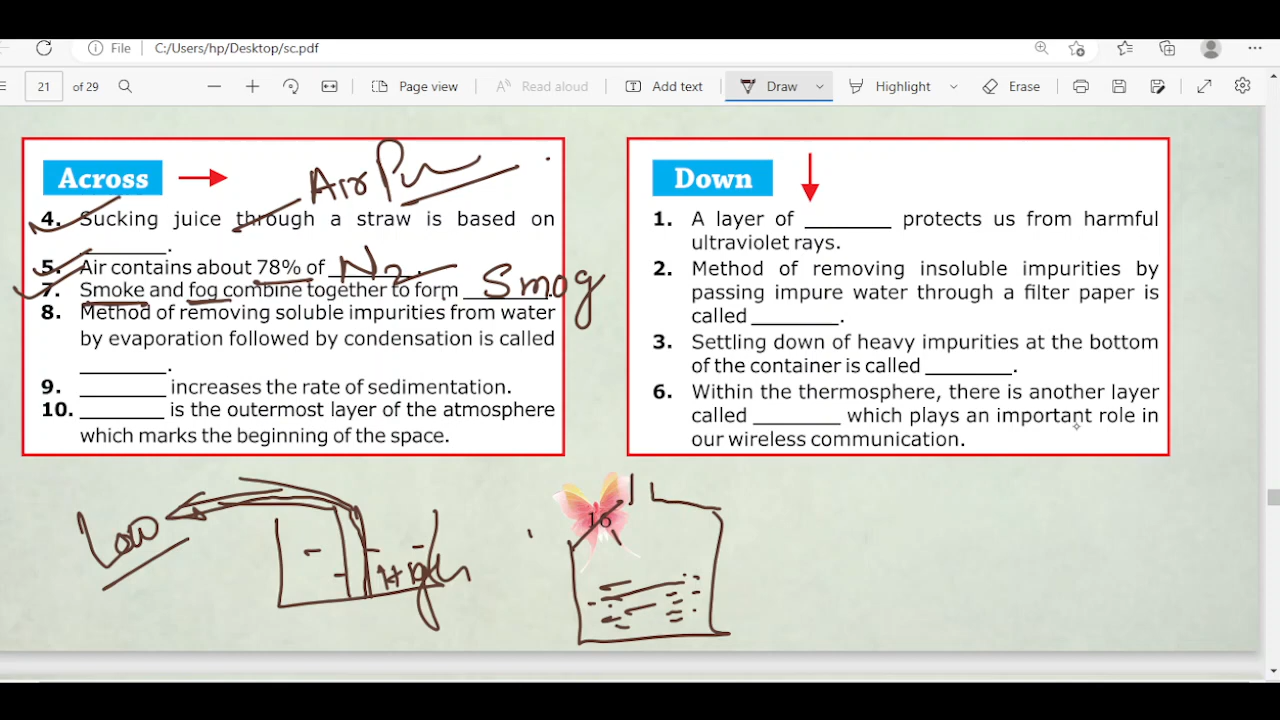 File C:/Users/hp/Desktop/sc.pdf
21 of 29 Page view Read aloud Add text Draw Highlight Erase
Across
Air Pu
4. Sucking juice through a straw is based on
________.
5. Air contains about 78% of ________. N2
7. Smoke and fog combine together to form ________. Smog
8. Method of removing soluble impurities from water
by evaporation followed by condensation is called
________.
9. ________ increases the rate of sedimentation.
10. ________ is the outermost layer of the atmosphere
which marks the beginning of the space.
Down
1. A layer of ________ protects us from harmful
ultraviolet rays.
2. Method of removing insoluble impurities by
passing impure water through a filter paper is
called ________.
3. Settling down of heavy impurities at the bottom
of the container is called ________.
6. Within the thermosphere, there is another layer
called ________ which plays an important role in
our wireless communication.
Low
High
16